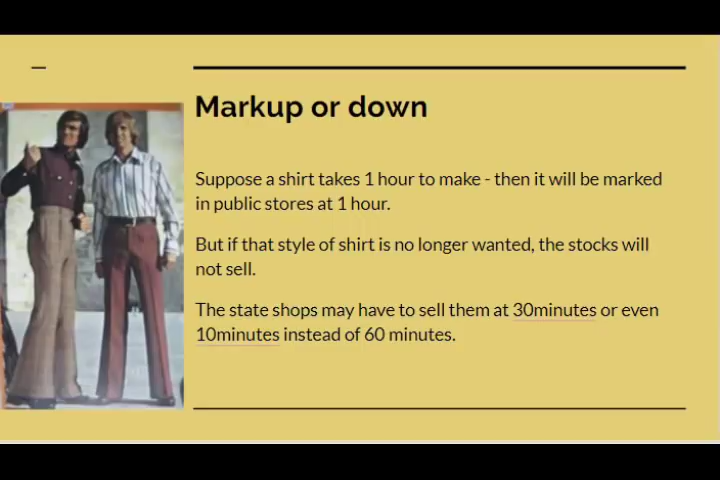 Markup or down
Suppose a shirt takes 1 hour to make - then it will be marked
in public stores at 1 hour.
But if that style of shirt is no longer wanted, the stocks will
not sell.
The state shops may have to sell them at 30minutes or even
10minutes instead of 60 minutes.